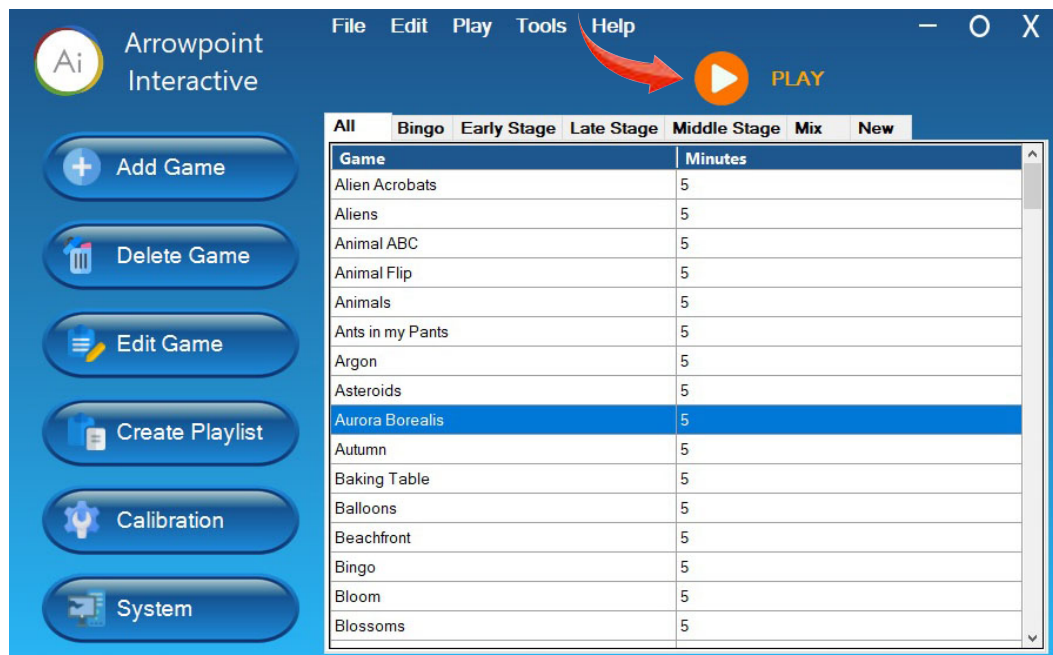 Ai
Arrowpoint
Interactive
File Edit Play Tools Help
— O X
PLAY
Add Game
Delete Game
Edit Game
Create Playlist
Calibration
System
All Bingo Early Stage Late Stage Middle Stage Mix New
Game Minutes
Alien Acrobats 5
Aliens 5
Animal ABC 5
Animal Flip 5
Animals 5
Ants in my Pants 5
Argon 5
Asteroids 5
Aurora Borealis 5
Autumn 5
Baking Table 5
Balloons 5
Beachfront 5
Bingo 5
Bloom 5
Blossoms 5